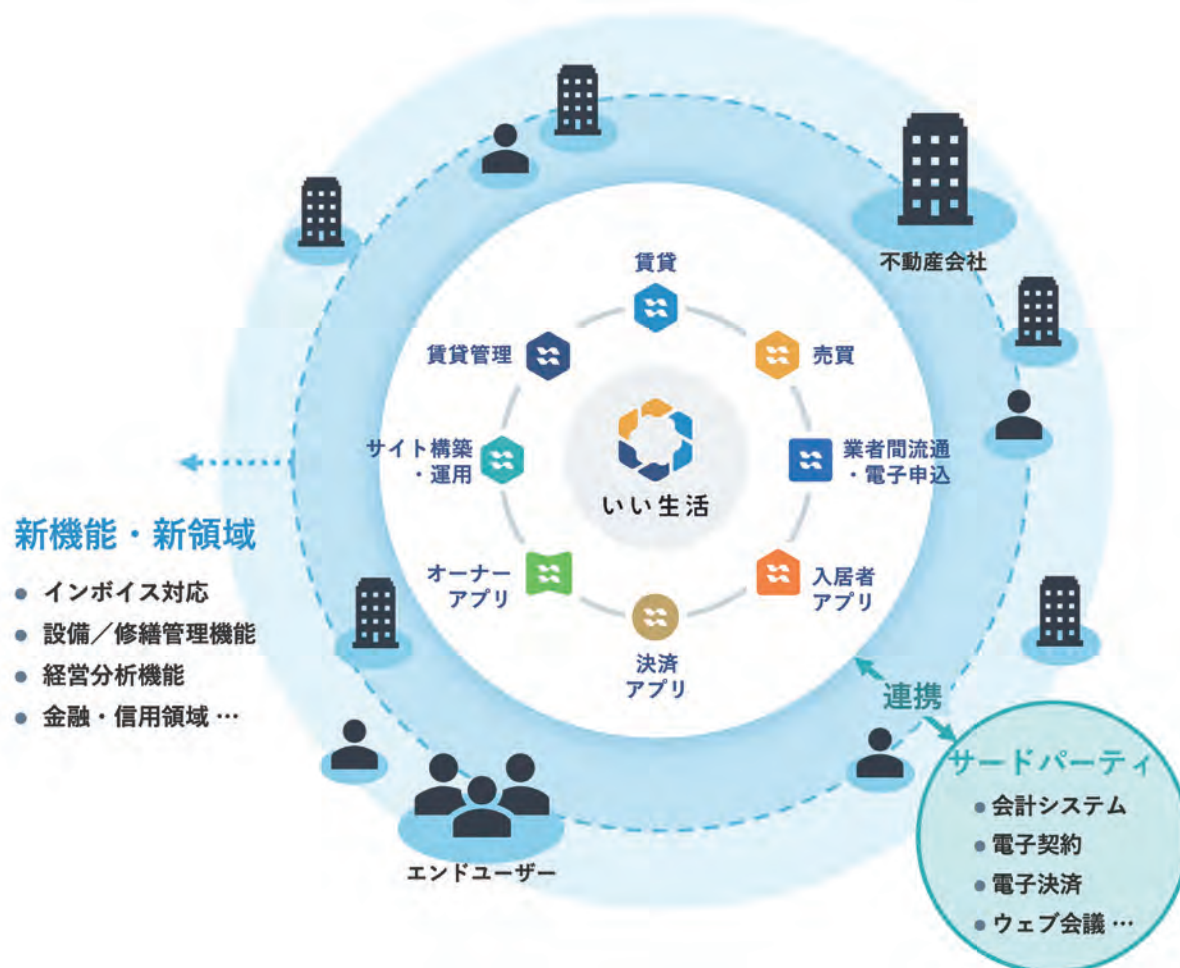 不動産会社
賃貸
賃貸管理
売買
サイト構築
・運用
業者間流通
・電子申込
いい生活
オーナー
アプリ
入居者
アプリ
決済
アプリ
新機能・新領域
● インボイス対応
● 設備／修繕管理機能
● 経営分析機能
● 金融・信用領域 …
連携
サードパーティ
● 会計システム
● 電子契約
● 電子決済
● ウェブ会議 …
エンドユーザー